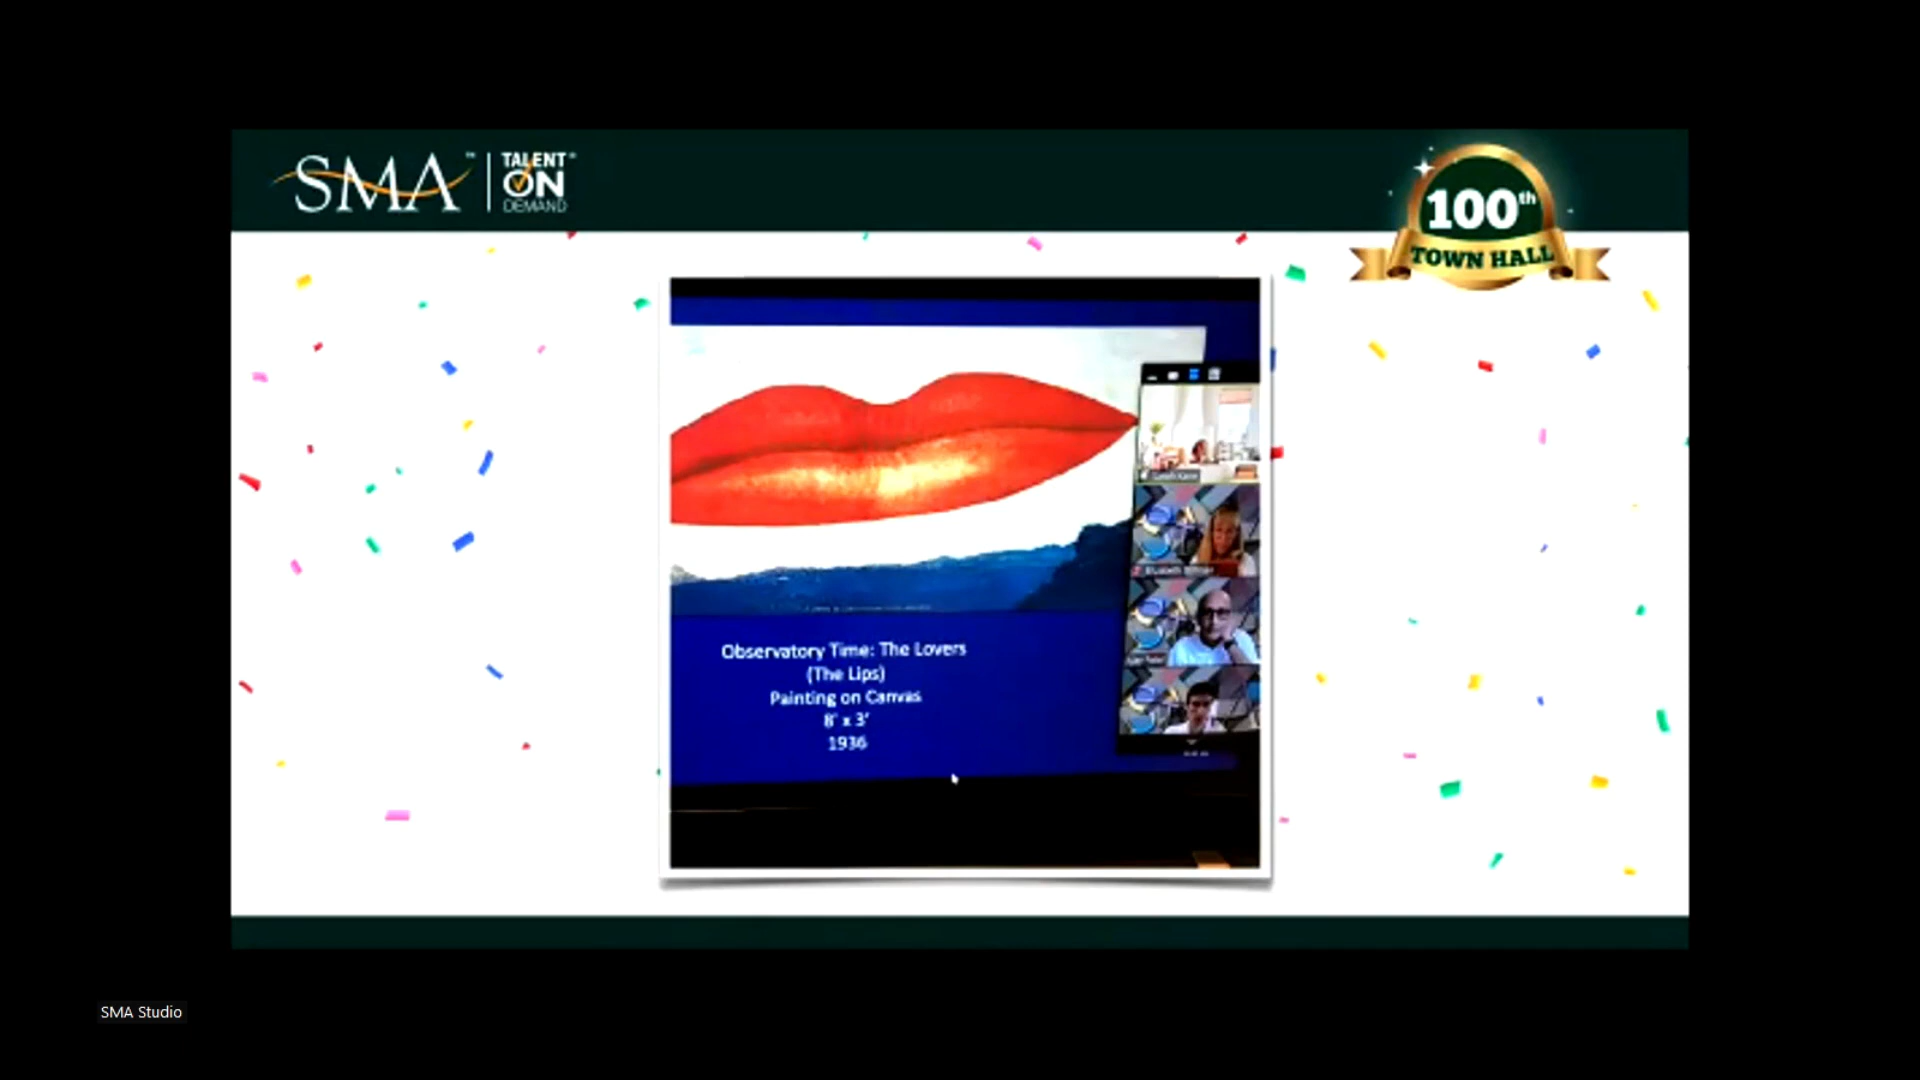 SMA™
TALENT®
ON
DEMAND
100th
TOWN HALL
Observatory Time: The Lovers
(The Lips)
Painting on Canvas
8' x 3'
1936
SMA Studio